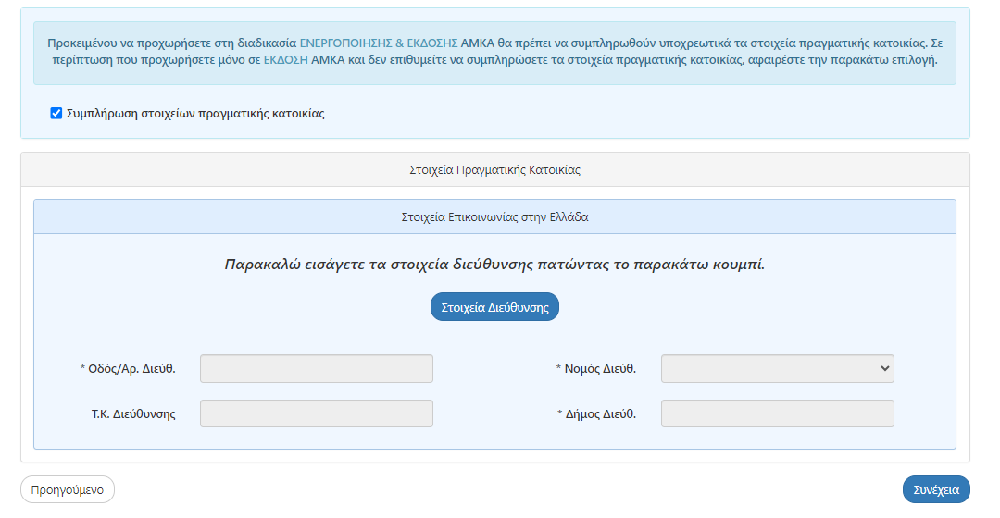 Προκειμένου να προχωρήσετε στη διαδικασία ΕΝΕΡΓΟΠΟΙΗΣΗΣ & ΕΚΔΟΣΗΣ ΑΜΚΑ θα πρέπει να συμπληρωθούν υποχρεωτικά τα στοιχεία πραγματικής κατοικίας. Σε
περίπτωση που προχωρήσετε μόνο σε ΕΚΔΟΣΗ ΑΜΚΑ και δεν επιθυμείτε να συμπληρώσετε τα στοιχεία πραγματικής κατοικίας, αφαιρέστε την παρακάτω επιλογή.
Συμπλήρωση στοιχείων πραγματικής κατοικίας
Στοιχεία Πραγματικής Κατοικίας
Στοιχεία Επικοινωνίας στην Ελλάδα
Παρακαλώ εισάγετε τα στοιχεία διεύθυνσης πατώντας το παρακάτω κουμπί.
Στοιχεία Διεύθυνσης
* Οδός/Αρ. Διεύθ.
* Νομός Διεύθ.
Τ.Κ. Διεύθυνσης
* Δήμος Διεύθ.
Προηγούμενο
Συνέχεια